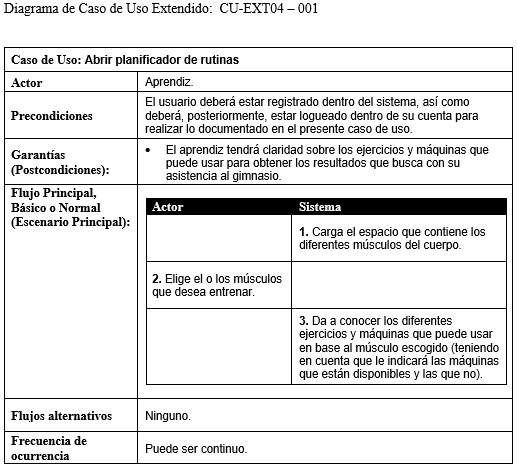 Diagrama de Caso de Uso Extendido: CU-EXT04 – 001
Caso de Uso: Abrir planificador de rutinas
Actor
Aprendiz.
Precondiciones
El usuario deberá estar registrado dentro del sistema, así como
deberá, posteriormente, estar logueado dentro de su cuenta para
realizar lo documentado en el presente caso de uso.
Garantías
(Postcondiciones):
• El aprendiz tendrá claridad sobre los ejercicios y máquinas que
puede usar para obtener los resultados que busca con su
asistencia al gimnasio.
Flujo Principal,
Básico o Normal
(Escenario Principal):
Actor
Sistema
1. Carga el espacio que contiene los
diferentes músculos del cuerpo.
2. Elige el o los músculos
que desea entrenar.
3. Da a conocer los diferentes
ejercicios y máquinas que puede usar
en base al músculo escogido (teniendo
en cuenta que le indicará las máquinas
que están disponibles y las que no).
Flujos alternativos
Ninguno.
Frecuencia de
ocurrencia
Puede ser continuo.